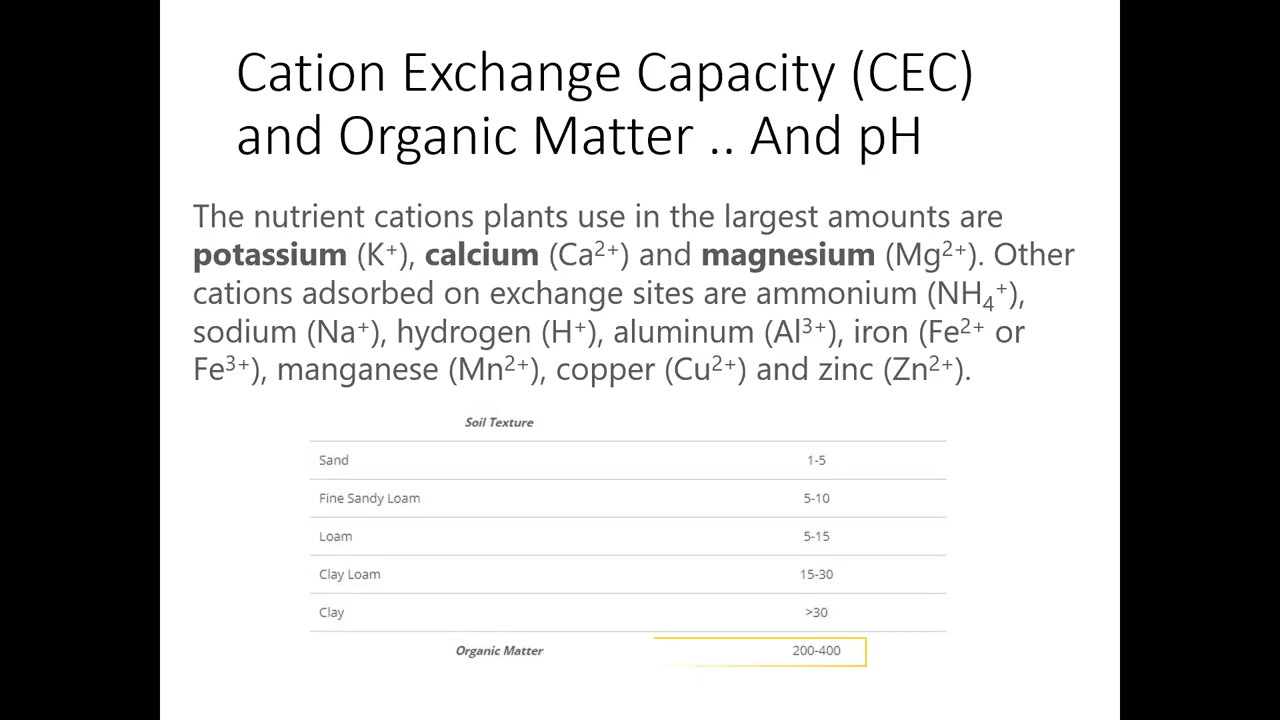 Cation Exchange Capacity (CEC)
and Organic Matter .. And pH
The nutrient cations plants use in the largest amounts are
potassium (K⁺), calcium (Ca²⁺) and magnesium (Mg²⁺). Other
cations adsorbed on exchange sites are ammonium (NH₄⁺),
sodium (Na⁺), hydrogen (H⁺), aluminum (Al³⁺), iron (Fe²⁺ or
Fe³⁺), manganese (Mn²⁺), copper (Cu²⁺) and zinc (Zn²⁺).
Soil Texture
Sand 1-5
Fine Sandy Loam 5-10
Loam 5-15
Clay Loam 15-30
Clay >30
Organic Matter 200-400